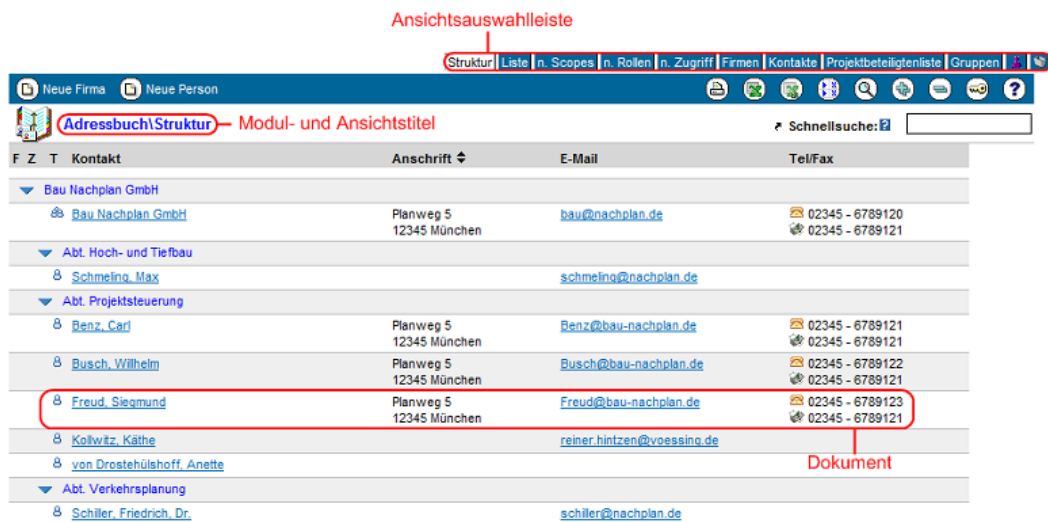 Ansichtsauswahlleiste
Struktur Liste n. Scopes n. Rollen n. Zugriff Firmen Kontakte Projektbeteiligtenliste Gruppen
Neue Firma Neue Person
Adressbuch\Struktur Modul- und Ansichtstitel Schnellsuche:
F Z T Kontakt Anschrift E-Mail Tel/Fax
Bau Nachplan GmbH
Bau Nachplan GmbH Planweg 5 bau@nachplan.de 02345 - 6789120
12345 München 02345 - 6789121
Abt. Hoch- und Tiefbau
Schmeling, Max schmeling@nachplan.de
Abt. Projektsteuerung
Benz, Carl Planweg 5 Benz@bau-nachplan.de 02345 - 6789121
12345 München 02345 - 6789121
Busch, Wilhelm Planweg 5 Busch@bau-nachplan.de 02345 - 6789122
12345 München 02345 - 6789121
Freud, Siegmund Planweg 5 Freud@bau-nachplan.de 02345 - 6789123
12345 München 02345 - 6789121
Kollwitz, Käthe reiner.hintzen@voessing.de
von Drostehülshoff, Anette Dokument
Abt. Verkehrsplanung
Schiller, Friedrich, Dr. schiller@nachplan.de